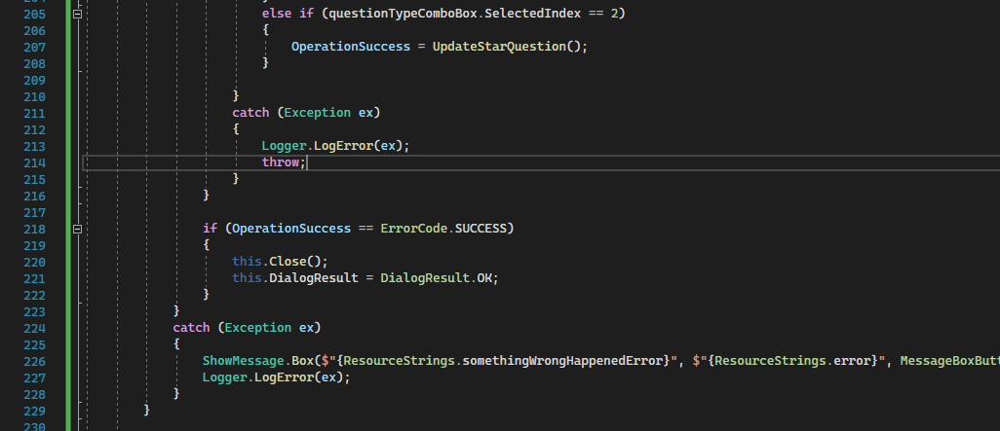 205 else if (questionTypeComboBox.SelectedIndex == 2)
206 {
207 OperationSuccess = UpdateStarQuestion();
208 }
209
210 }
211 catch (Exception ex)
212 {
213 Logger.LogError(ex);
214 throw;
215 }
216 }
217
218 if (OperationSuccess == ErrorCode.SUCCESS)
219 {
220 this.Close();
221 this.DialogResult = DialogResult.OK;
222 }
223 }
224 catch (Exception ex)
225 {
226 ShowMessage.Box($"{ResourceStrings.somethingWrongHappenedError}", $"{ResourceStrings.error}", MessageBoxButt
227 Logger.LogError(ex);
228 }
229 }
230